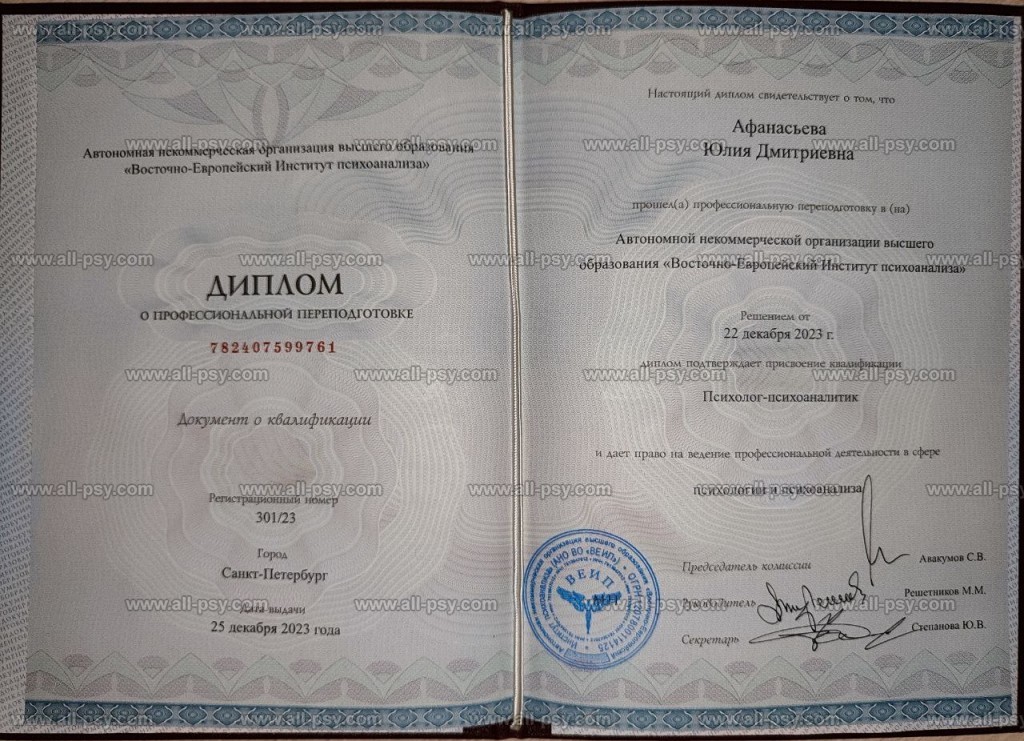 Автономная некоммерческая организация высшего образования
«Восточно-Европейский Институт психоанализа»
ДИПЛОМ
О ПРОФЕССИОНАЛЬНОЙ ПЕРЕПОДГОТОВКЕ
782407599761
Документ о квалификации
Регистрационный номер
301/23
Город
Санкт-Петербург
Дата выдачи
25 декабря 2023 года
Настоящий диплом свидетельствует о том, что
Афанасьева
Юлия Дмитриевна
прошел(а) профессиональную переподготовку в (на)
Автономной некоммерческой организации высшего
образования «Восточно-Европейский Институт психоанализа»
Решением от
22 декабря 2023 г.
диплом подтверждает присвоение квалификации
Психолог-психоаналитик
и дает право на ведение профессиональной деятельности в сфере
психологии и психоанализа
Председатель комиссии
Авакумов С.В.
Руководитель
Решетников М.М.
Секретарь
Степанова Ю.В.
ВЕИП
www.all-psy.com